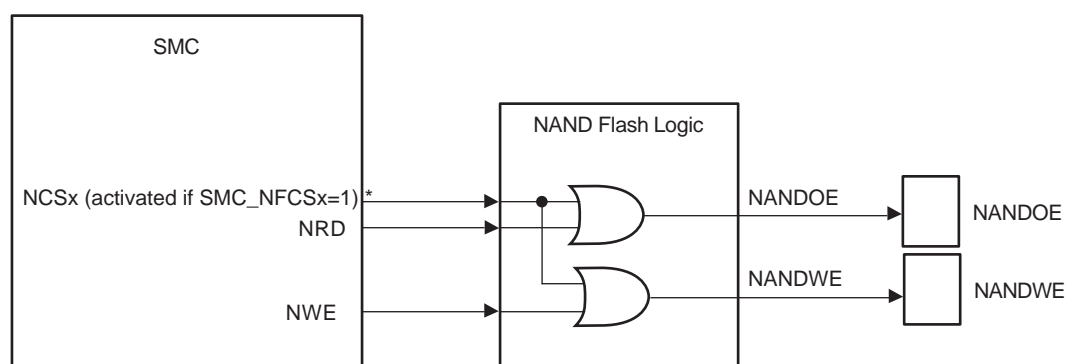 SMC
NAND Flash Logic
NCSx (activated if SMC_NFCSx=1) *
NRD
NWE
NANDOE
NANDOE
NANDWE
NANDWE